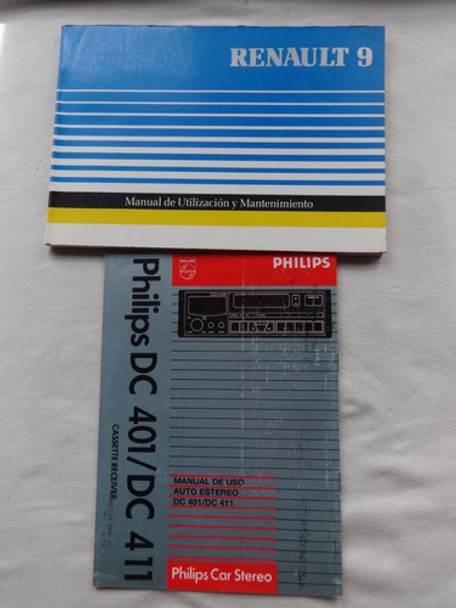 RENAULT 9
Manual de Utilización y Mantenimiento
PHILIPS
Philips DC 401/DC 411
CASSETTE RECEIVER
MANUAL DE USO
AUTO ESTEREO
DC 401/DC 411
Philips Car Stereo